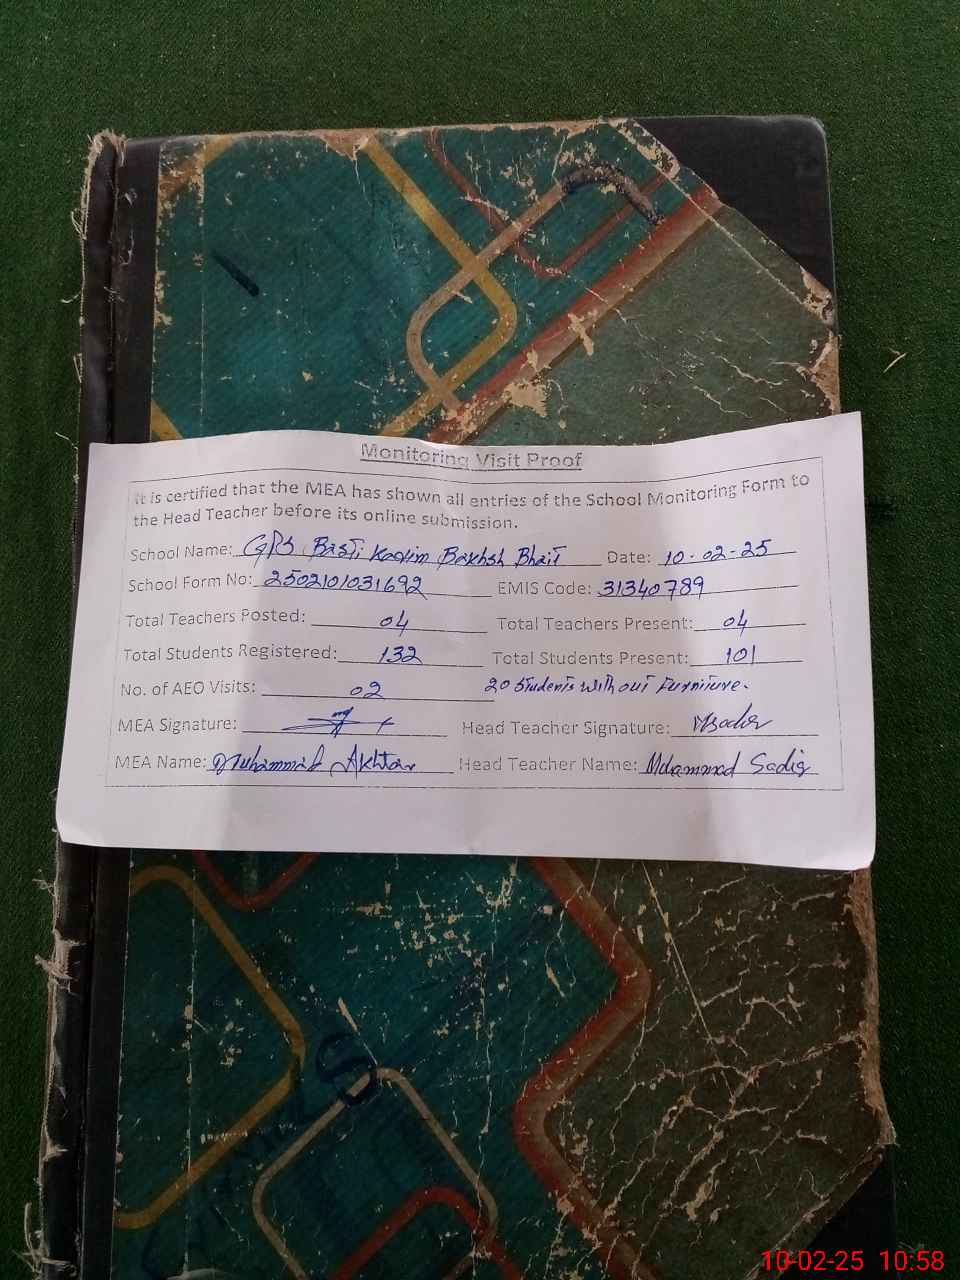 Monitoring Visit Proof
It is certified that the MEA has shown all entries of the School Monitoring Form to
the Head Teacher before its online submission.
School Name: GPS Basti Kaqim Bakhsh Bhait Date: 10-02-25
School Form No: 2502101031692 EMIS Code: 31340789
Total Teachers Posted: 04 Total Teachers Present: 04
Total Students Registered: 132 Total Students Present: 101
No. of AEO Visits: 02 20 Students without Furniture.
MEA Signature: Head Teacher Signature:
MEA Name: Muhammad Akhtar Head Teacher Name: Mohammad Sadiq
10-02-25 10:58